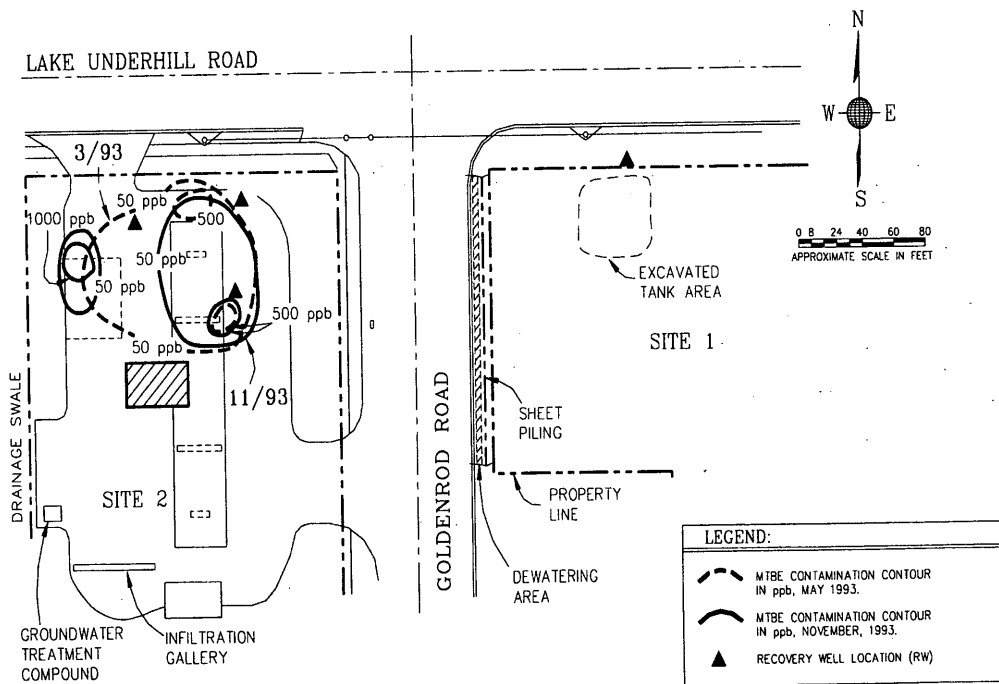 LAKE UNDERHILL ROAD
N
W
E
S
3/93
50 ppb
1000 ppb
500
50 ppb
50 ppb
500 ppb
50 ppb
11/93
0 8 24 40 60 80
APPROXIMATE SCALE IN FEET
EXCAVATED
TANK AREA
SITE 1
SHEET
PILING
GOLDENROD ROAD
DRAINAGE SWALE
SITE 2
PROPERTY
LINE
DEWATERING
AREA
GROUNDWATER
TREATMENT
COMPOUND
INFILTRATION
GALLERY
LEGEND:
MTBE CONTAMINATION CONTOUR
IN ppb, MAY 1993.
MTBE CONTAMINATION CONTOUR
IN ppb, NOVEMBER, 1993.
RECOVERY WELL LOCATION (RW)